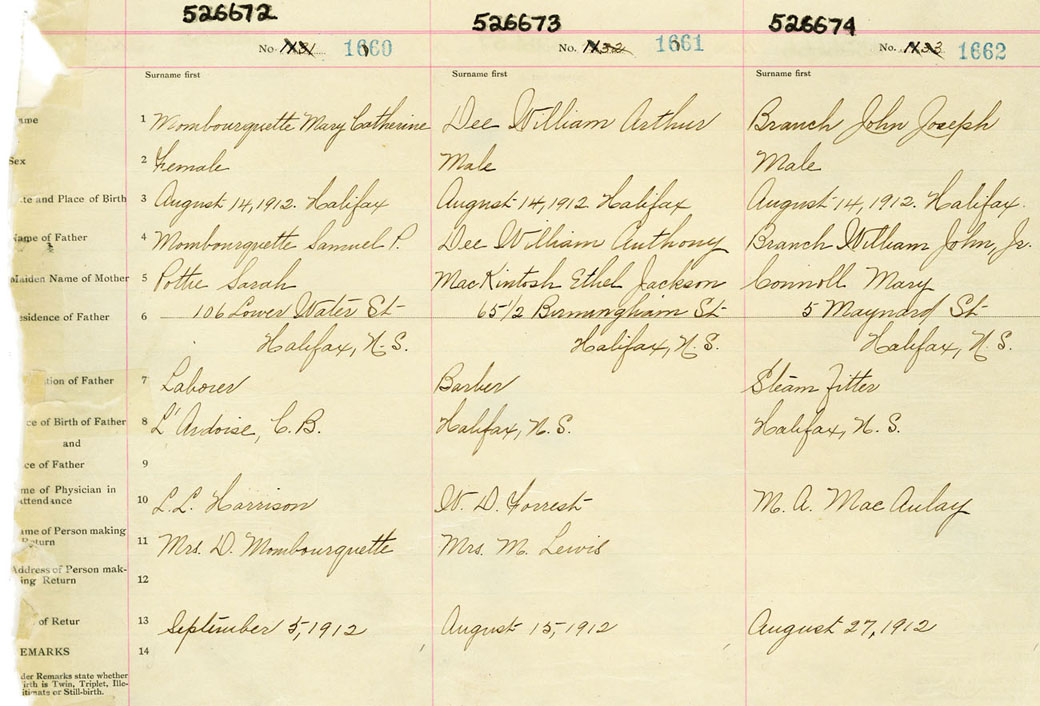 526672 526673 526674
No. 1660 No. 1661 No. 1662
Surname first Surname first Surname first
ame 1 Mombourquette Mary Catherine Dee William Arthur Branch John Joseph
Sex 2 Female Male Male
te and Place of Birth 3 August 14, 1912. Halifax August 14, 1912 Halifax August 14, 1912. Halifax.
ame of Father 4 Mombourquette Samuel P. Dee William Anthony Branch William John, Jr.
Maiden Name of Mother 5 Pottie Sarah MacKintosh Ethel Jackson Connoll Mary
esidence of Father 6 106 Lower Water St 65 1/2 Birmingham St 5 Maynard St
Halifax, N.S. Halifax, N.S. Halifax, N.S.
tion of Father 7 Laborer Barber Steam Fitter
ce of Birth of Father 8 L'Ardoise, C.B. Halifax, N.S. Halifax, N.S.
and
ce of Father 9
me of Physician in
attendance 10 L.L. Harrison W. D. Forrest M. A. MacAulay
ame of Person making
Return 11 Mrs. D. Mombourquette Mrs. M. Lewis
Address of Person mak-
ing Return 12
of Retur 13 September 5, 1912 August 15, 1912 August 27, 1912
EMARKS 14
der Remarks state whether
irth is Twin, Triplet, Ille-
itimate or Still-birth.